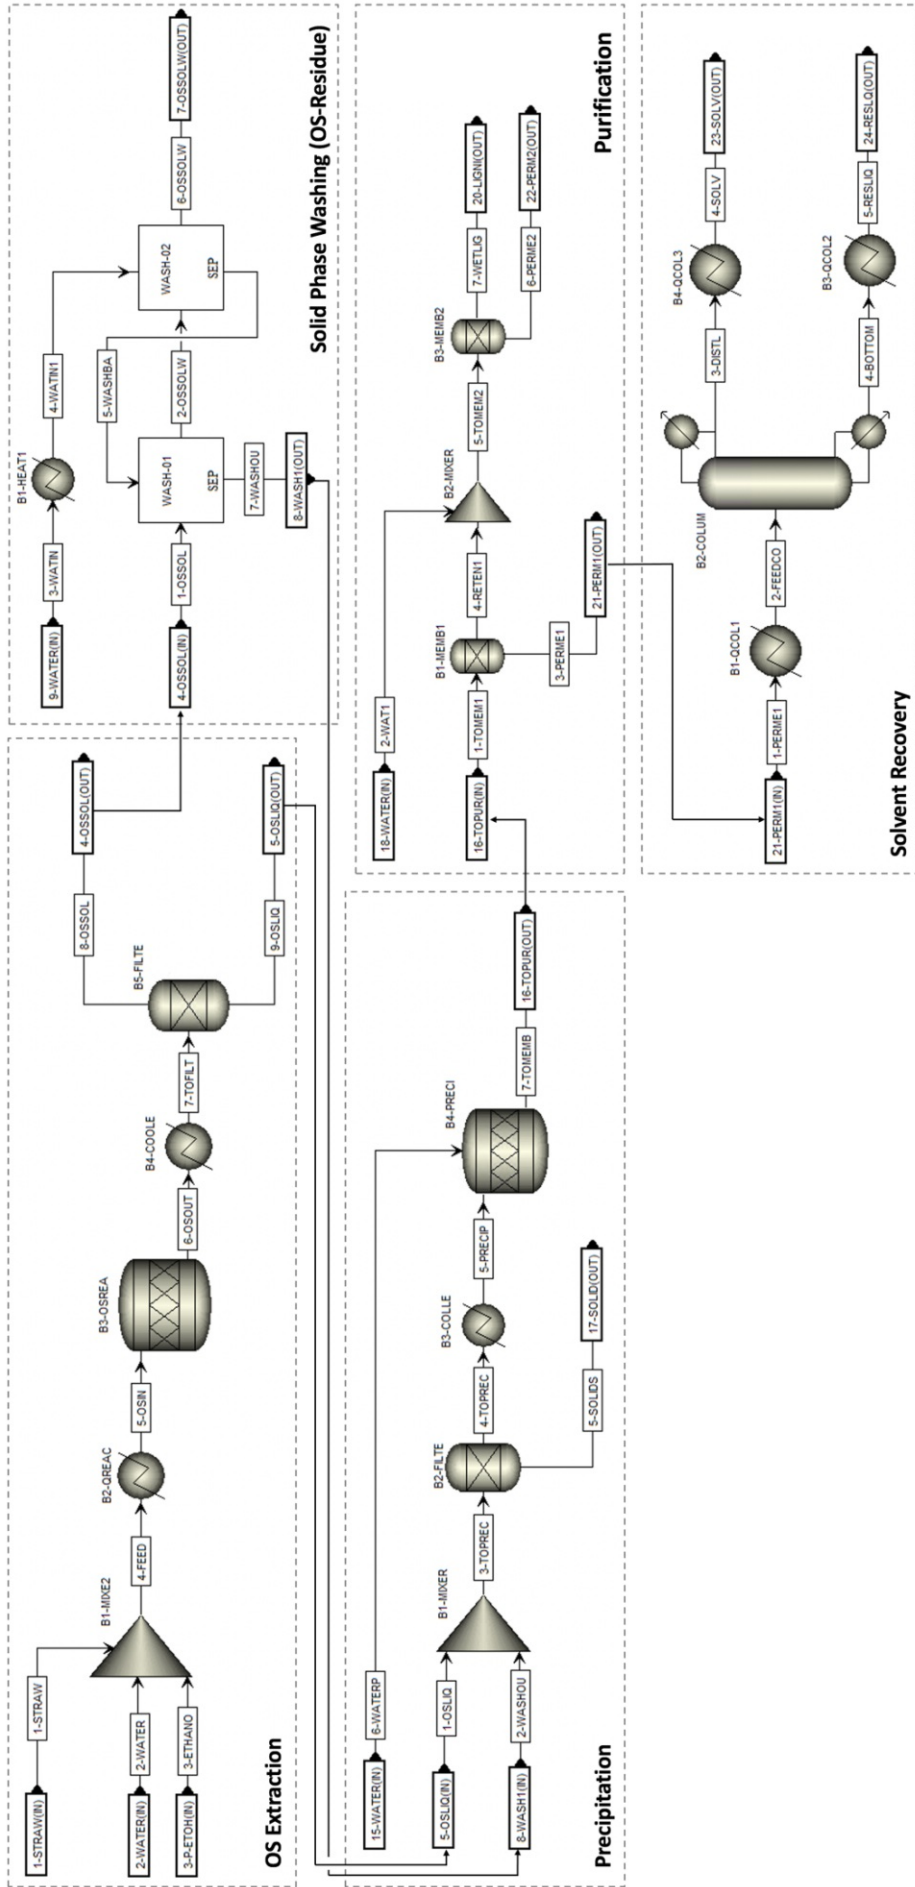 OS Extraction
1-STRAW(IN)
1-STRAW
2-WATER(IN)
2-WATER
3-P-ETOH(IN)
3-ETHANO
B1-MIXE2
4-FEED
B2-QREAC
5-OSIN
B3-OSREA
6-OSOUT
B4-COOLE
7-TOFILT
B5-FILTE
8-OSSOL
4-OSSOL(OUT)
9-OSLIQ
5-OSLIQ(OUT)
Solid Phase Washing (OS-Residue)
9-WATER(IN)
3-WATIN
B1-HEAT1
4-WATIN1
4-OSSOL(IN)
1-OSSOL
WASH-01
SEP
5-WASHBA
2-OSSOLW
7-WASHOU
8-WASH1(OUT)
WASH-02
SEP
6-OSSOLW
7-OSSOLW(OUT)
Precipitation
15-WATER(IN)
6-WATERP
5-OSLIQ(IN)
1-OSLIQ
8-WASH1(IN)
2-WASHOU
B1-MIXER
3-TOPREC
B2-FILTE
4-TOPREC
5-SOLIDS
17-SOLID(OUT)
B3-COLLE
5-PRECIP
B4-PRECI
7-TOMEMB
16-TOPUR(OUT)
Purification
18-WATER(IN)
2-WAT1
16-TOPUR(IN)
1-TOMEM1
B1-MEMB1
3-PERME1
21-PERM1(OUT)
4-RETEN1
B2-MIXER
5-TOMEM2
B3-MEMB2
7-WETLIG
20-LIGNI(OUT)
6-PERME2
22-PERM2(OUT)
Solvent Recovery
21-PERM1(IN)
1-PERME1
B1-QCOL1
2-FEEDCO
B2-COLUM
3-DISTL
B4-QCOL3
4-SOLV
23-SOLV(OUT)
4-BOTTOM
B3-QCOL2
5-RESLIQ
24-RESLQ(OUT)